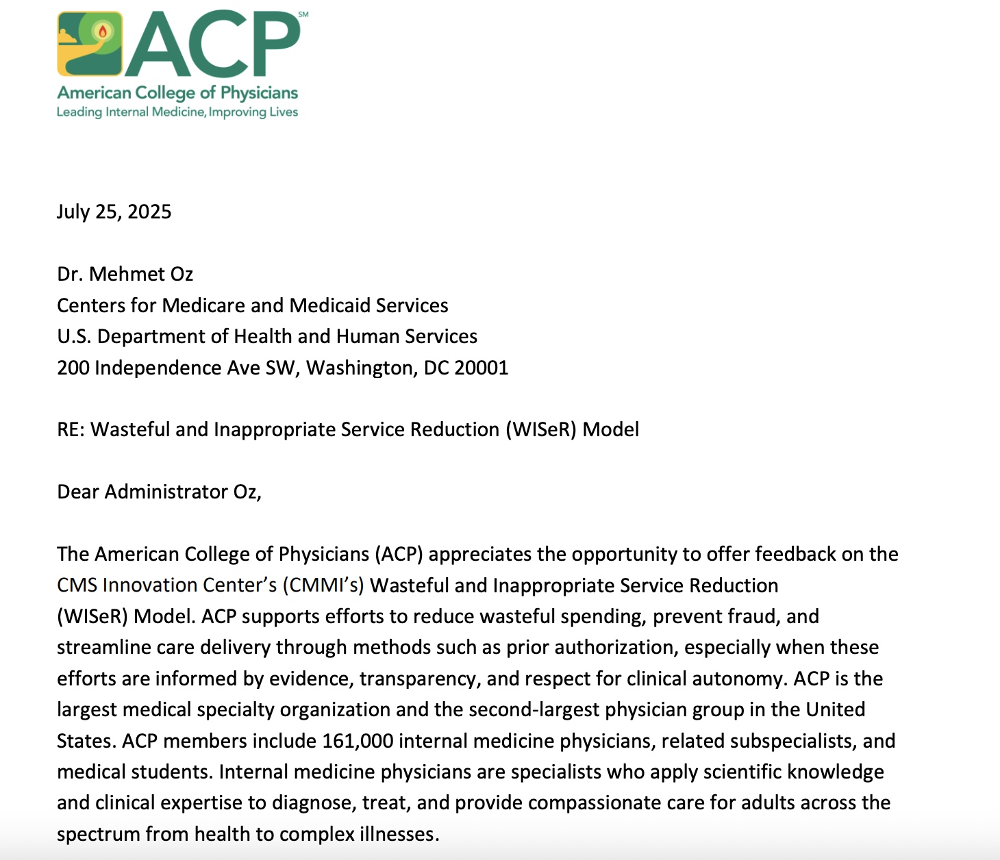 ACP SM
American College of Physicians
Leading Internal Medicine, Improving Lives
July 25, 2025
Dr. Mehmet Oz
Centers for Medicare and Medicaid Services
U.S. Department of Health and Human Services
200 Independence Ave SW, Washington, DC 20001
RE: Wasteful and Inappropriate Service Reduction (WISeR) Model
Dear Administrator Oz,
The American College of Physicians (ACP) appreciates the opportunity to offer feedback on the
CMS Innovation Center’s (CMMI’s) Wasteful and Inappropriate Service Reduction
(WISeR) Model. ACP supports efforts to reduce wasteful spending, prevent fraud, and
streamline care delivery through methods such as prior authorization, especially when these
efforts are informed by evidence, transparency, and respect for clinical autonomy. ACP is the
largest medical specialty organization and the second-largest physician group in the United
States. ACP members include 161,000 internal medicine physicians, related subspecialists, and
medical students. Internal medicine physicians are specialists who apply scientific knowledge
and clinical expertise to diagnose, treat, and provide compassionate care for adults across the
spectrum from health to complex illnesses.